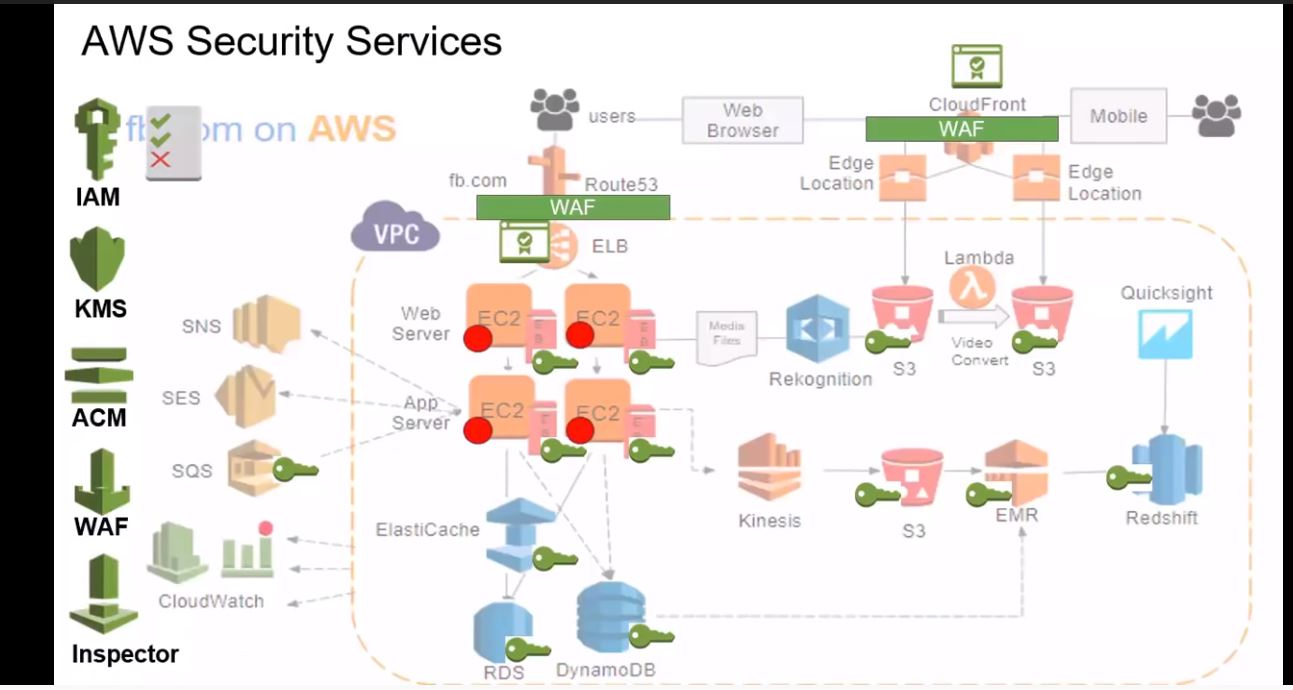 AWS Security Services
fb om on AWS
IAM
KMS
ACM
WAF
Inspector
users
Web
Browser
CloudFront
WAF
Mobile
Edge
Location
Edge
Location
fb.com
Route53
WAF
VPC
ELB
Lambda
Quicksight
Web
Server
EC2
EC2
Media
Files
Rekognition
S3
Video
Convert
S3
SNS
SES
SQS
App
Server
EC2
EC2
Kinesis
S3
EMR
Redshift
ElastiCache
CloudWatch
RDS
DynamoDB